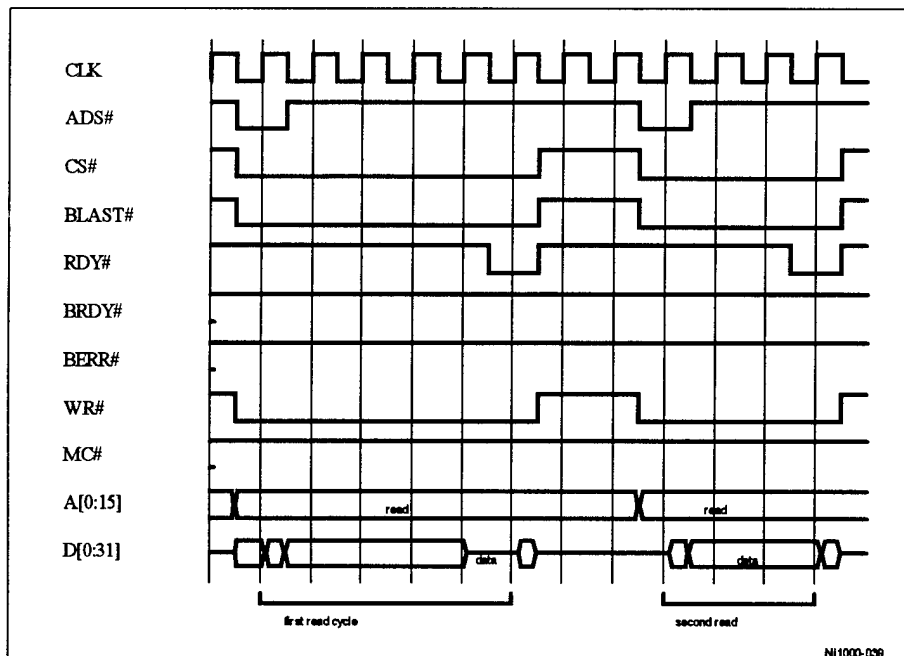 CLK
ADS#
CS#
BLAST#
RDY#
BRDY#
BERR#
WR#
MC#
A[0:15] read read
D[0:31] data data
first read cycle second read
NI1000-039